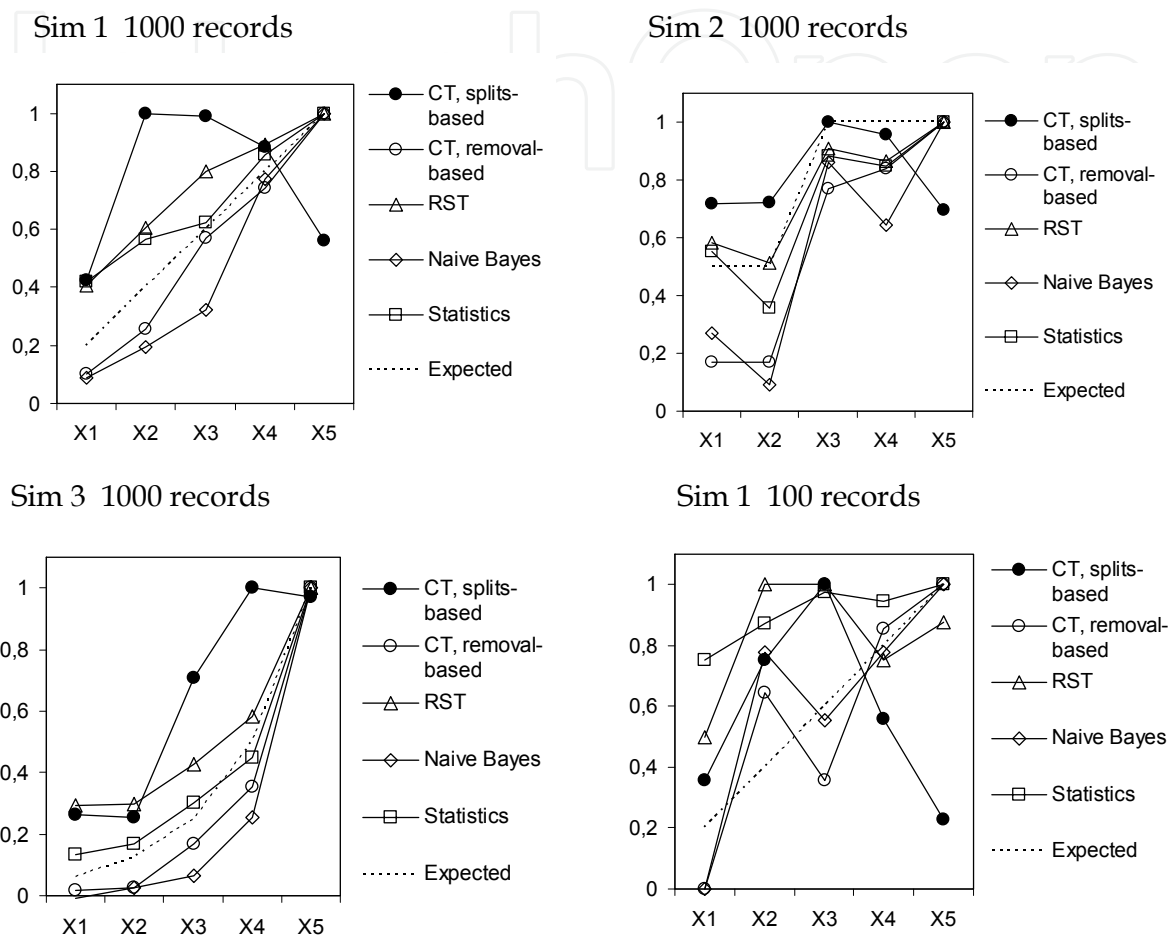 Sim 1 1000 records
1
0,8
0,6
0,4
0,2
0
X1 X2 X3 X4 X5
CT, splits-
based
CT, removal-
based
RST
Naive Bayes
Statistics
Expected
Sim 2 1000 records
1
0,8
0,6
0,4
0,2
0
X1 X2 X3 X4 X5
CT, splits-
based
CT, removal-
based
RST
Naive Bayes
Statistics
Expected
Sim 3 1000 records
1
0,8
0,6
0,4
0,2
0
X1 X2 X3 X4 X5
CT, splits-
based
CT, removal-
based
RST
Naive Bayes
Statistics
Expected
Sim 1 100 records
1
0,8
0,6
0,4
0,2
0
X1 X2 X3 X4 X5
CT, splits-
based
CT, removal-
based
RST
Naive Bayes
Statistics
Expected